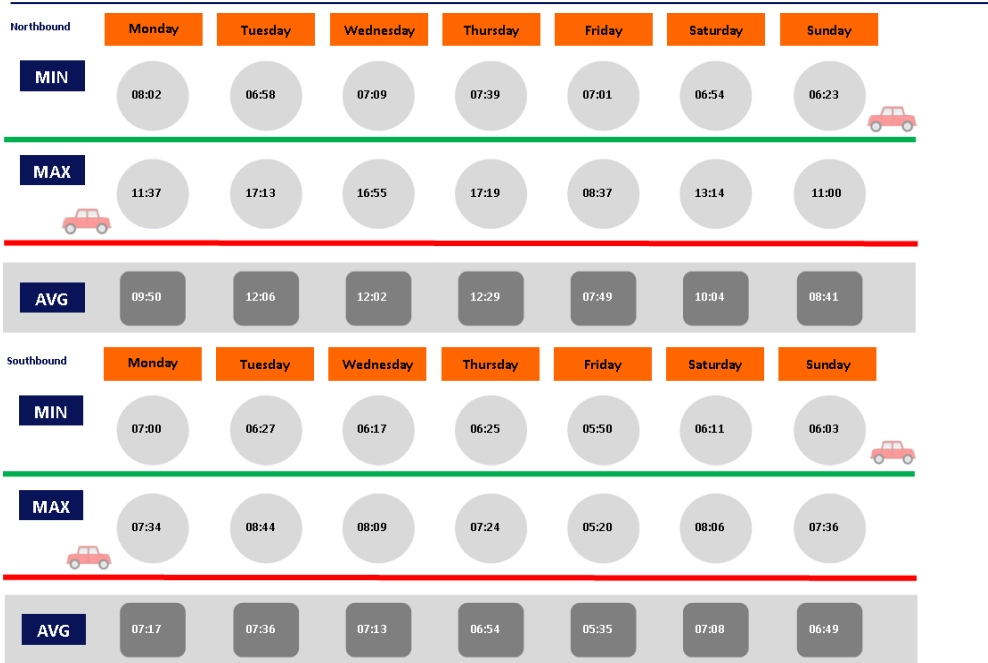 Northbound Monday Tuesday Wednesday Thursday Friday Saturday Sunday
MIN 08:02 06:58 07:09 07:39 07:01 06:54 06:23
MAX 11:37 17:13 16:55 17:19 08:37 13:14 11:00
AVG 09:50 12:06 12:02 12:29 07:49 10:04 08:41
Southbound Monday Tuesday Wednesday Thursday Friday Saturday Sunday
MIN 07:00 06:27 06:17 06:25 05:50 06:11 06:03
MAX 07:34 08:44 08:09 07:24 05:20 08:06 07:36
AVG 07:17 07:36 07:13 06:54 05:35 07:08 06:49